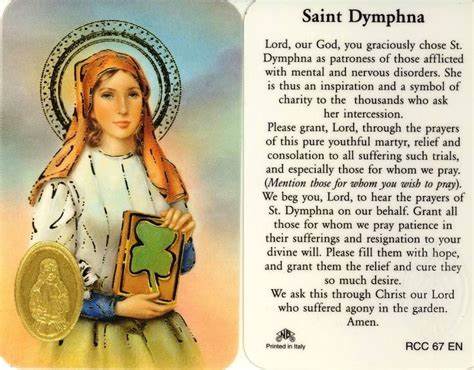 Saint Dymphna
Lord, our God, you graciously chose St.
Dymphna as patroness of those afflicted
with mental and nervous disorders. She
is thus an inspiration and a symbol of
charity to the thousands who ask
her intercession.
Please grant, Lord, through the prayers
of this pure youthful martyr, relief and
consolation to all suffering such trials,
and especially those for whom we pray.
(Mention those for whom you wish to pray).
We beg you, Lord, to hear the prayers of
St. Dymphna on our behalf. Grant all
those for whom we pray patience in
their sufferings and resignation to your
divine will. Please fill them with hope,
and grant them the relief and cure they
so much desire.
We ask this through Christ our Lord
who suffered agony in the garden.
Amen.
Printed in Italy
RCC 67 EN